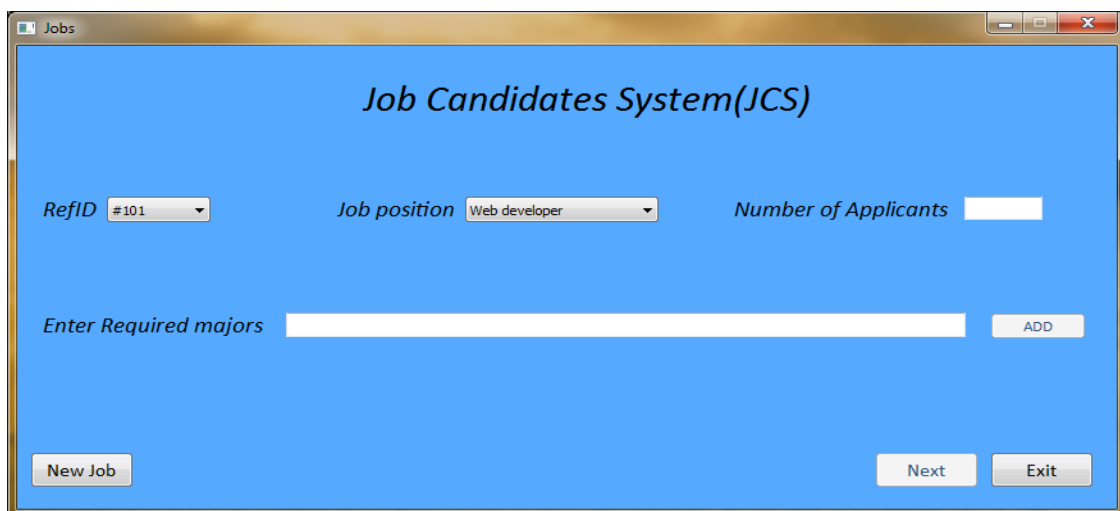 Jobs
Job Candidates System(JCS)
RefID #101 Job position Web developer Number of Applicants
Enter Required majors ADD
New Job Next Exit